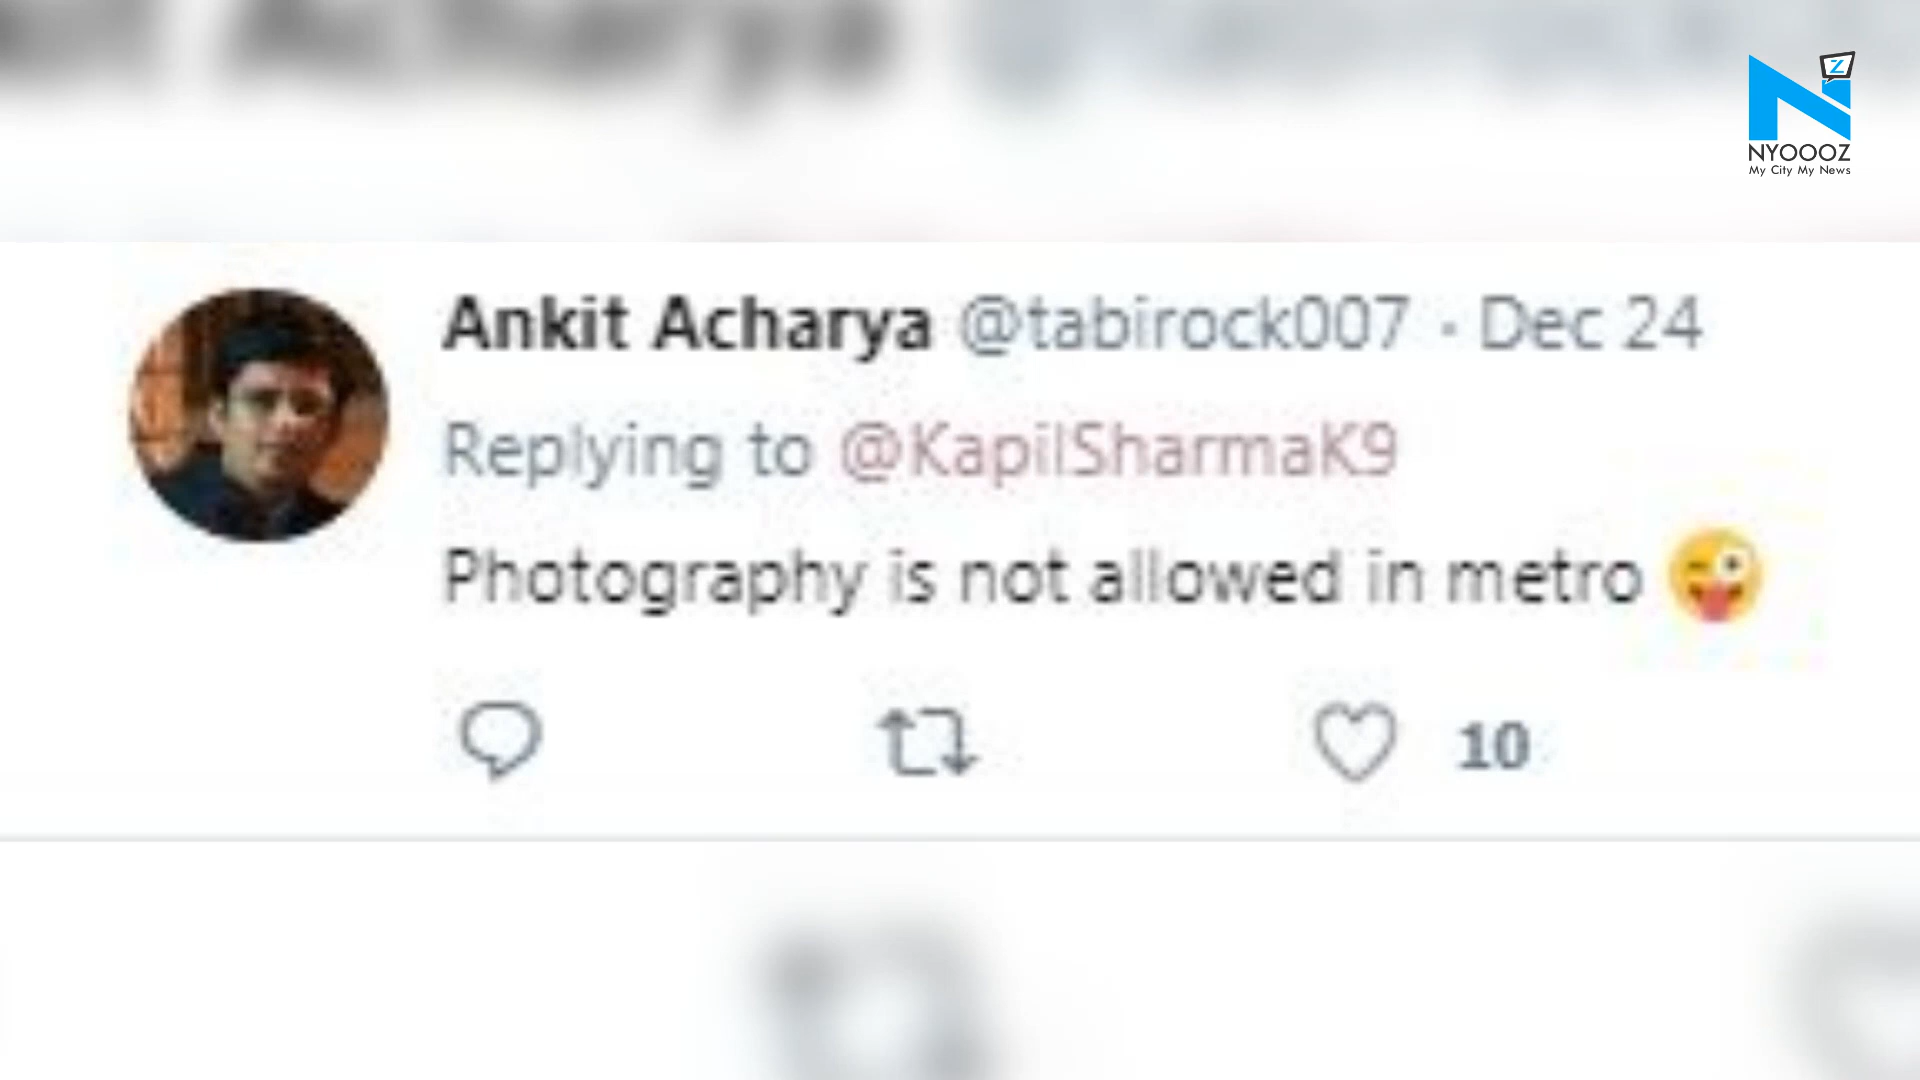 NYOOOZ
My City My News
Ankit Acharya @tabirock007 · Dec 24
Replying to @KapilSharmaK9
Photography is not allowed in metro 😜
10